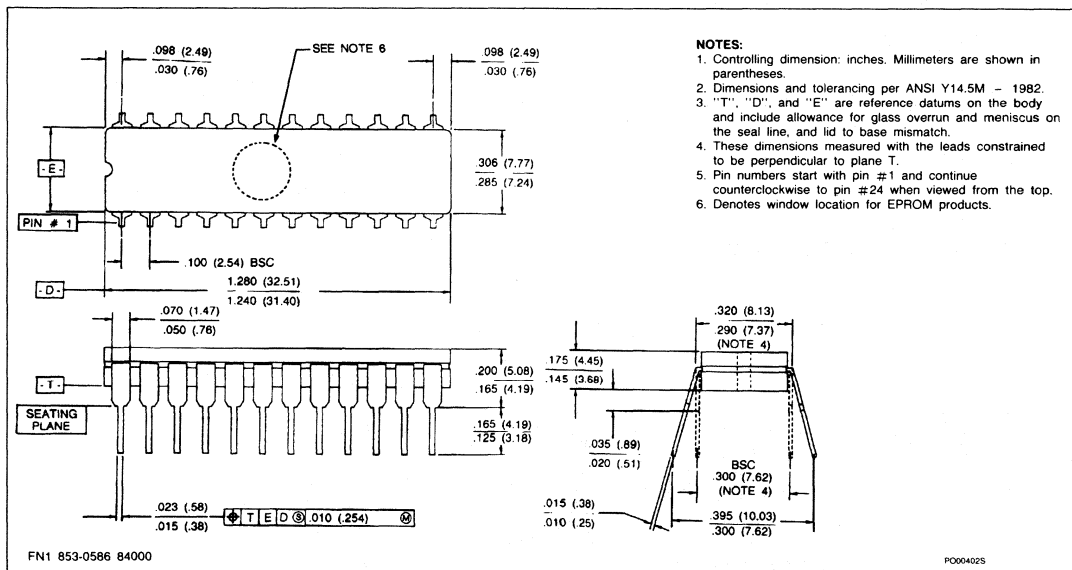 .098 (2.49)
.030 (.76)
SEE NOTE 6
.098 (2.49)
.030 (.76)
- E -
.306 (7.77)
.285 (7.24)
PIN # 1
.100 (2.54) BSC
- D -
1.280 (32.51)
1.240 (31.40)
.070 (1.47)
.050 (.76)
- T -
SEATING
PLANE
.200 (5.08)
.165 (4.19)
.165 (4.19)
.125 (3.18)
.023 (.58)
.015 (.38)
⌖ T E D Ⓢ .010 (.254) Ⓜ
FN1 853-0586 84000
NOTES:
1. Controlling dimension: inches. Millimeters are shown in
parentheses.
2. Dimensions and tolerancing per ANSI Y14.5M – 1982.
3. "T", "D", and "E" are reference datums on the body
and include allowance for glass overrun and meniscus on
the seal line, and lid to base mismatch.
4. These dimensions measured with the leads constrained
to be perpendicular to plane T.
5. Pin numbers start with pin #1 and continue
counterclockwise to pin #24 when viewed from the top.
6. Denotes window location for EPROM products.
.320 (8.13)
.290 (7.37)
(NOTE 4)
.175 (4.45)
.145 (3.68)
.035 (.89)
.020 (.51)
BSC
.300 (7.62)
(NOTE 4)
.015 (.38)
.010 (.25)
.395 (10.03)
.300 (7.62)
PO00402S